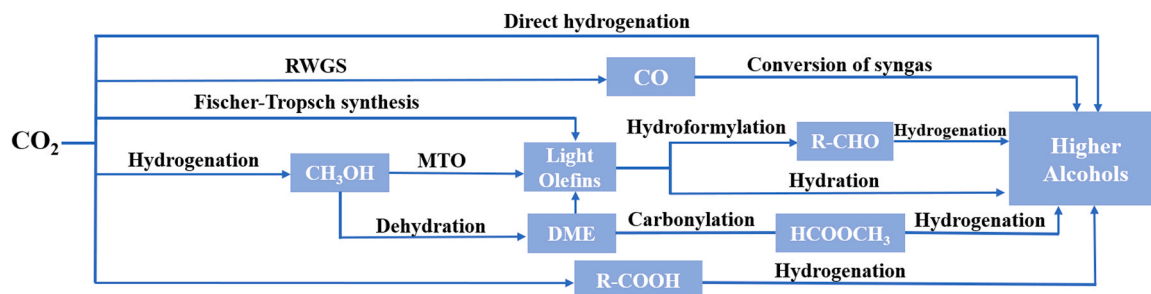 Direct hydrogenation
RWGS
CO
Conversion of syngas
Fischer-Tropsch synthesis
CO₂
Hydrogenation
CH₃OH
MTO
Light
Olefins
Hydroformylation
R-CHO
Hydrogenation
Higher
Alcohols
Hydration
Dehydration
DME
Carbonylation
HCOOCH₃
Hydrogenation
R-COOH
Hydrogenation